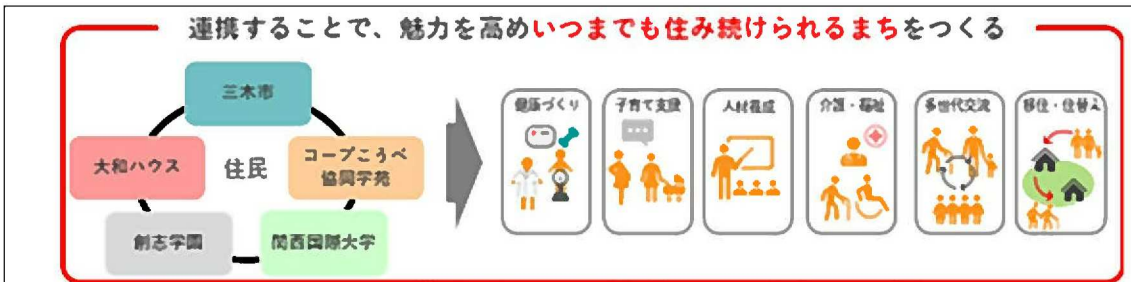 連携することで、魅力を高めいつまでも住み続けられるまちをつくる
三木市
大和ハウス
住民
コープこうべ
協同学苑
創志学園
関西国際大学
健康づくり
子育て支援
人材育成
介護・福祉
多世代交流
移住・住替え